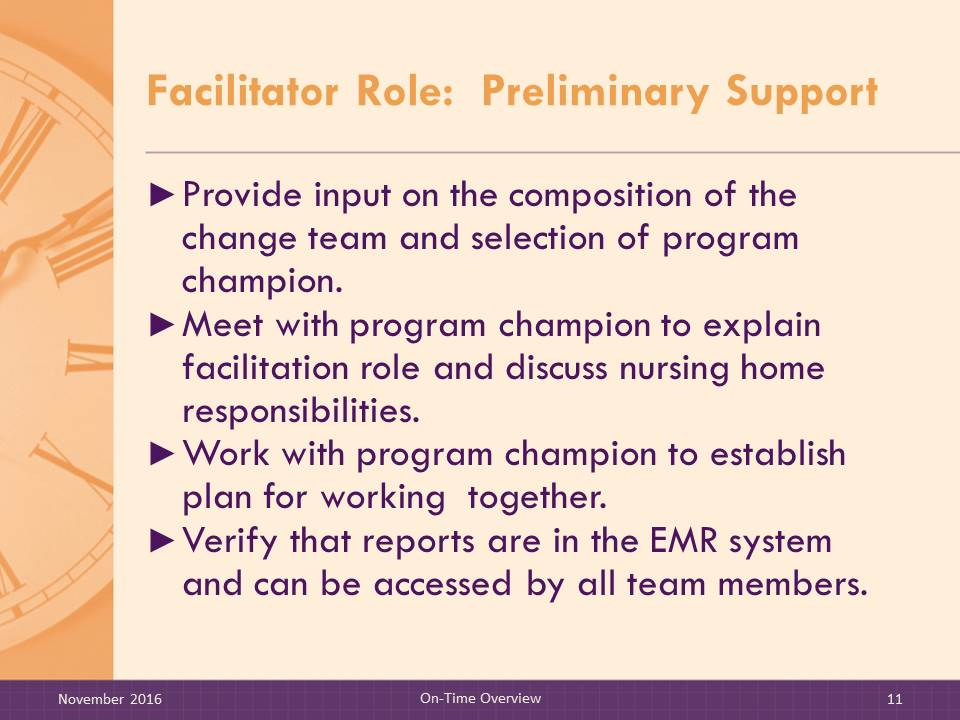 Facilitator Role:  Preliminary Support
►Provide input on the composition of the
change team and selection of program
champion.
►Meet with program champion to explain
facilitation role and discuss nursing home
responsibilities.
►Work with program champion to establish
plan for working  together.
►Verify that reports are in the EMR system
and can be accessed by all team members.
November 2016 On-Time Overview 11